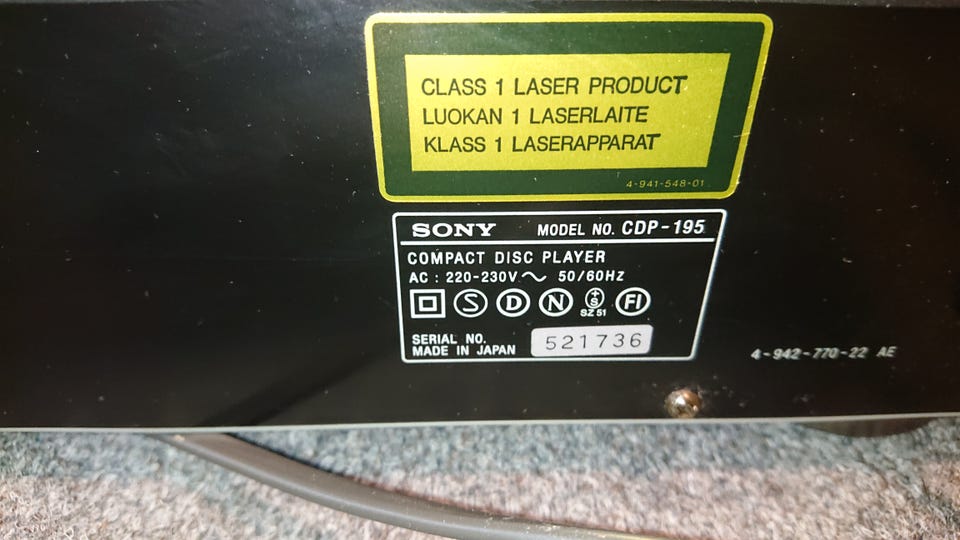 CLASS 1 LASER PRODUCT
LUOKAN 1 LASERLAITE
KLASS 1 LASERAPPARAT
4-941-548-01
SONY MODEL NO. CDP-195
COMPACT DISC PLAYER
AC : 220-230V ~ 50/60Hz
S D N +S FI
SZ 51
SERIAL NO. 521736
MADE IN JAPAN
4-942-770-22 AE